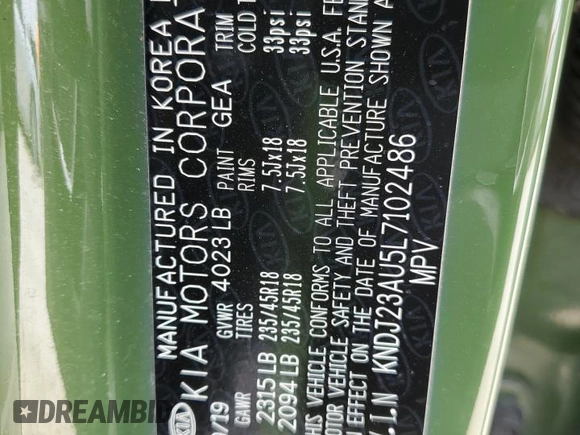 MANUFACTURED IN KOREA
KIA KIA MOTORS CORPORA
/19 GVWR 4023 LB PAINT GEA TRIM
GAWR TIRES RIMS COLD
2315 LB 235/45R18 7.5Jx18 33psi
2094 LB 235/45R18 7.5Jx18 33psi
THIS VEHICLE CONFORMS TO ALL APPLICABLE U.S.A. FE
MOTOR VEHICLE SAFETY AND THEFT PREVENTION STAN
IN EFFECT ON THE DATE OF MANUFACTURE SHOWN A
V.I.N KNDJ23AU5L7102486
MPV
DREAMBID